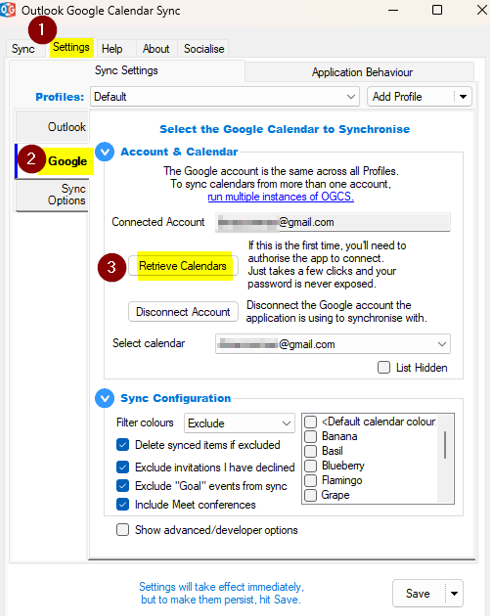 Outlook Google Calendar Sync
1
Sync Settings Help About Socialise
Sync Settings Application Behaviour
Profiles: Default Add Profile
Outlook
2 Google
Sync
Options
Select the Google Calendar to Synchronise
Account & Calendar
The Google account is the same across all Profiles.
To sync calendars from more than one account,
run multiple instances of OGCS.
Connected Account @gmail.com
3 Retrieve Calendars
If this is the first time, you'll need to
authorise the app to connect.
Just takes a few clicks and your
password is never exposed.
Disconnect Account
Disconnect the Google account the
application is using to synchronise with.
Select calendar @gmail.com
List Hidden
Sync Configuration
Filter colours Exclude
Delete synced items if excluded
Exclude invitations I have declined
Exclude "Goal" events from sync
Include Meet conferences
<Default calendar colour
Banana
Basil
Blueberry
Flamingo
Grape
Show advanced/developer options
Settings will take effect immediately,
but to make them persist, hit Save.
Save